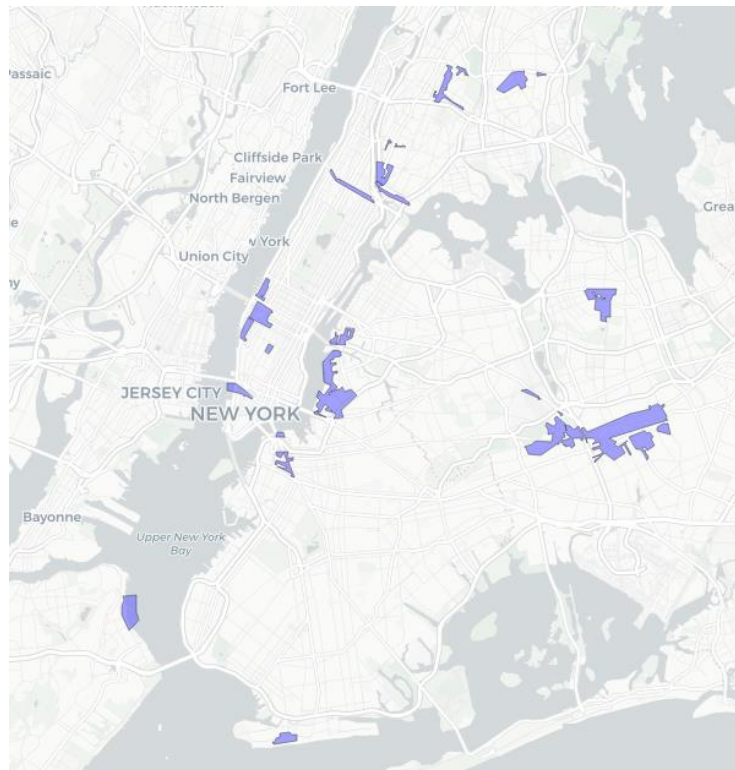 Passaic
Fort Lee
Cliffside Park
Fairview
North Bergen
Grea
York
Union City
ny
JERSEY CITY
NEW YORK
Bayonne
Upper New York
Bay